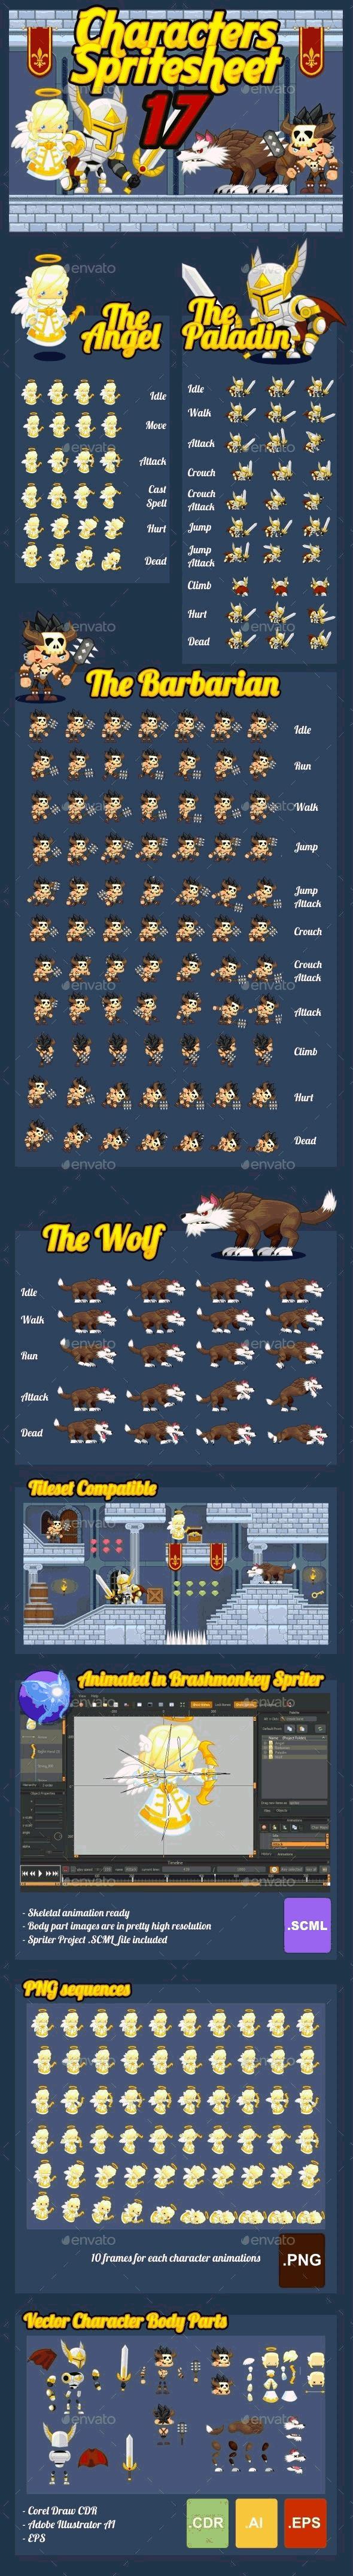 Characters
Spritesheet
17
The
Angel
The
Paladin
Idle
Move
Attack
Cast
Spell
Hurt
Dead
Idle
Walk
Attack
Crouch
Crouch
Attack
Jump
Jump
Attack
Climb
Hurt
Dead
The Barbarian
Idle
Run
Walk
Jump
Jump
Attack
Crouch
Crouch
Attack
Attack
Climb
Hurt
Dead
The Wolf
Idle
Walk
Run
Attack
Dead
Tileset Compatible
Animated in Brashmonkey Spriter
Timeline
- Skeletal animation ready
- Body part images are in pretty high resolution
- Spriter Project .SCML file included
.SCML
PNG sequences
10 frames for each character animations
.PNG
Vector Character Body Parts
- Corel Draw CDR
- Adobe Illustrator AI
- EPS
.CDR
.AI
.EPS
envato